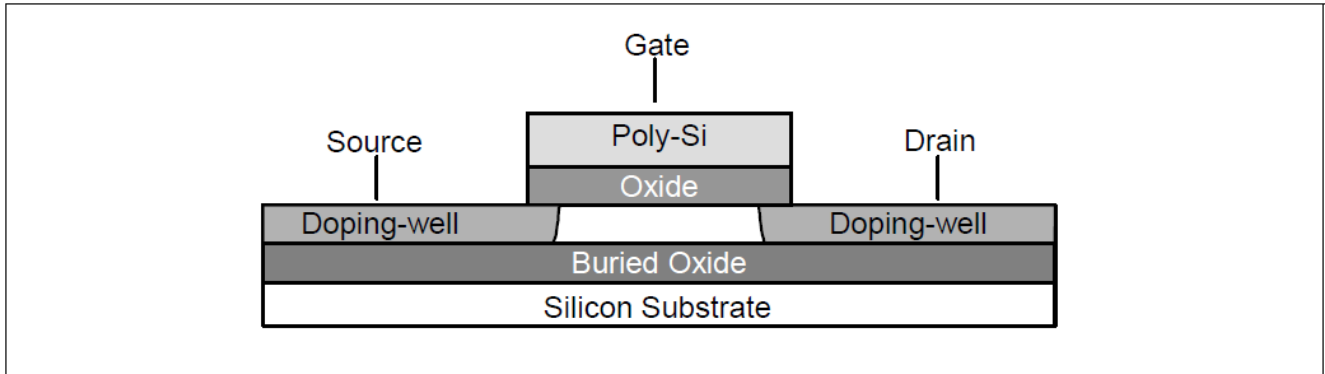 Gate
Source
Poly-Si
Drain
Oxide
Doping-well
Doping-well
Buried Oxide
Silicon Substrate